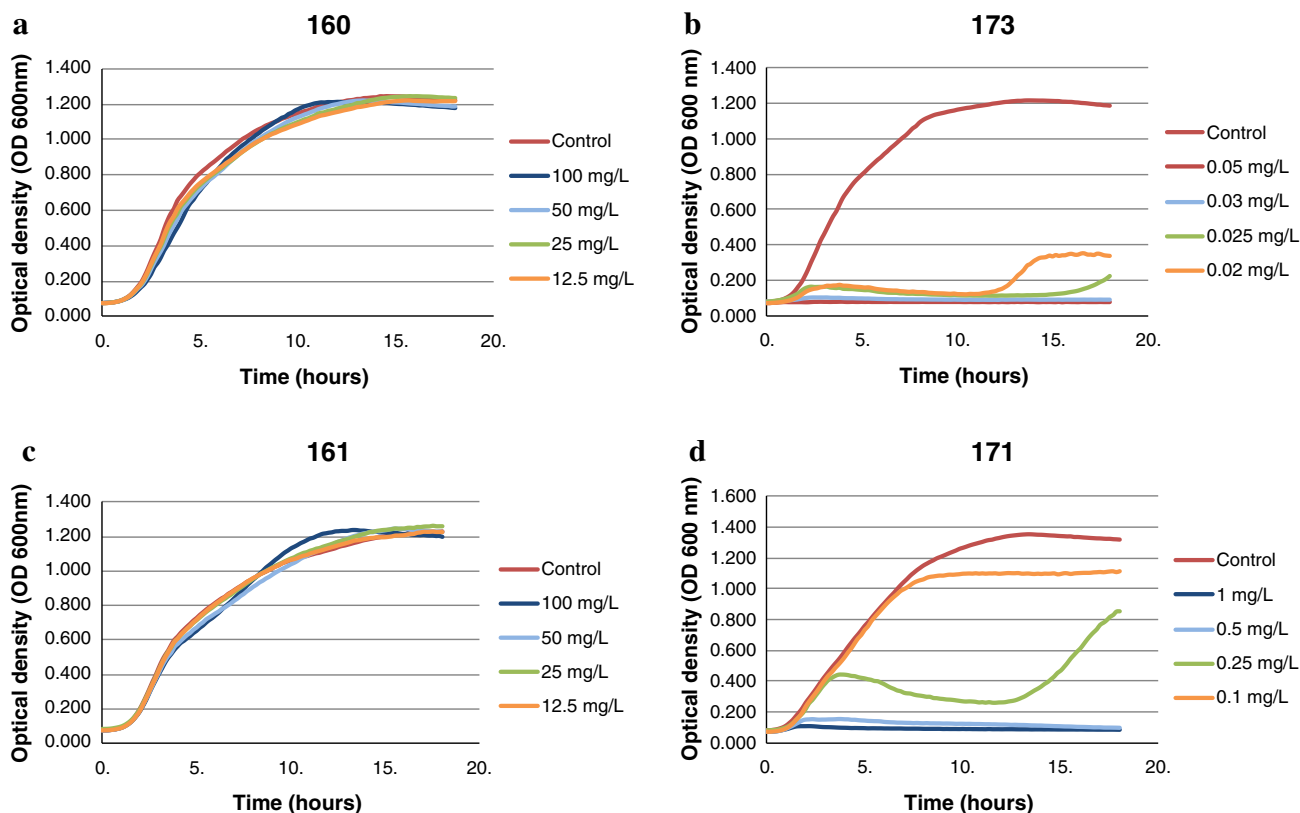 a
160
Optical density (OD 600nm)
1.400
1.200
1.000
0.800
0.600
0.400
0.200
0.000
0.
5.
10.
15.
20.
Time (hours)
Control
100 mg/L
50 mg/L
25 mg/L
12.5 mg/L
b
173
Optical density (OD 600 nm)
1.400
1.200
1.000
0.800
0.600
0.400
0.200
0.000
0.
5.
10.
15.
20.
Time (hours)
Control
0.05 mg/L
0.03 mg/L
0.025 mg/L
0.02 mg/L
c
161
Optical density (OD 600nm)
1.400
1.200
1.000
0.800
0.600
0.400
0.200
0.000
0.
5.
10.
15.
20.
Time (hours)
Control
100 mg/L
50 mg/L
25 mg/L
12.5 mg/L
d
171
Optical density (OD 600 nm)
1.600
1.400
1.200
1.000
0.800
0.600
0.400
0.200
0.000
0.
5.
10.
15.
20.
Time (hours)
Control
1 mg/L
0.5 mg/L
0.25 mg/L
0.1 mg/L